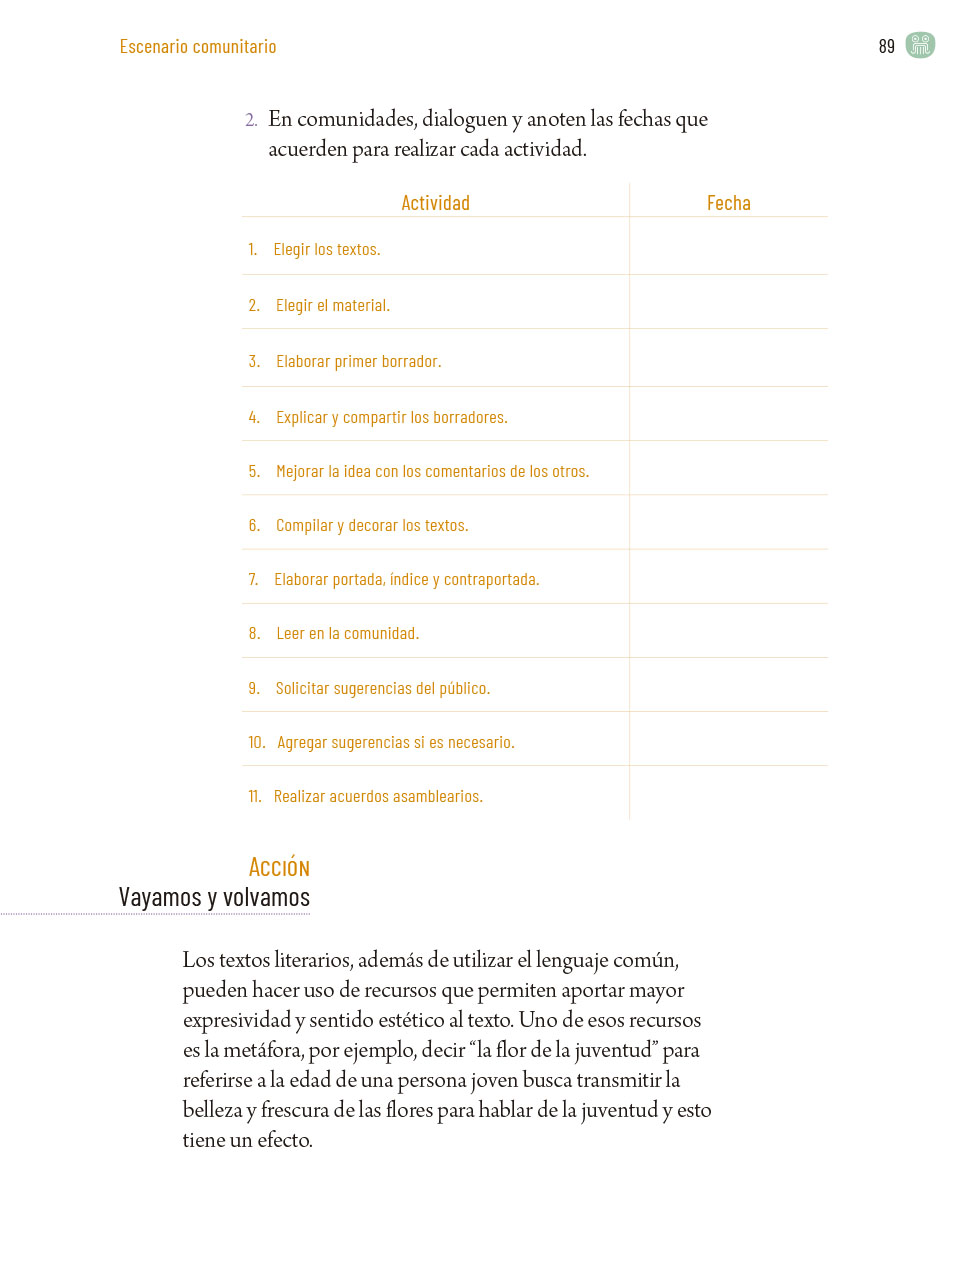 Escenario comunitario
89
2. En comunidades, dialoguen y anoten las fechas que
acuerden para realizar cada actividad.
Actividad Fecha
1. Elegir los textos.
2. Elegir el material.
3. Elaborar primer borrador.
4. Explicar y compartir los borradores.
5. Mejorar la idea con los comentarios de los otros.
6. Compilar y decorar los textos.
7. Elaborar portada, índice y contraportada.
8. Leer en la comunidad.
9. Solicitar sugerencias del público.
10. Agregar sugerencias si es necesario.
11. Realizar acuerdos asamblearios.
Acción
Vayamos y volvamos
Los textos literarios, además de utilizar el lenguaje común,
pueden hacer uso de recursos que permiten aportar mayor
expresividad y sentido estético al texto. Uno de esos recursos
es la metáfora, por ejemplo, decir “la flor de la juventud” para
referirse a la edad de una persona joven busca transmitir la
belleza y frescura de las flores para hablar de la juventud y esto
tiene un efecto.